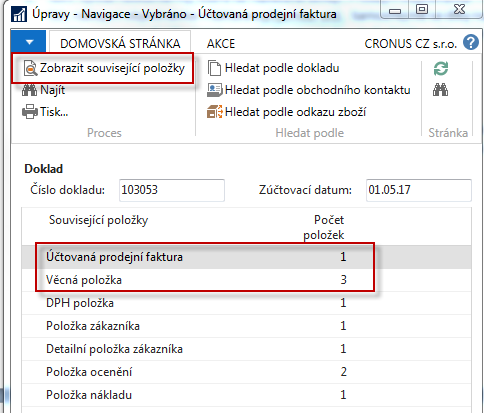 Úpravy - Navigace - Vybráno - Účtovaná prodejní faktura
DOMOVSKÁ STRÁNKA AKCE CRONUS CZ s.r.o.
Zobrazit související položky
Najít
Tisk...
Proces
Hledat podle dokladu
Hledat podle obchodního kontaktu
Hledat podle odkazu zboží
Hledat podle
Stránka
Doklad
Číslo dokladu: 103053 Zúčtovací datum: 01.05.17
Související položky Počet
položek
Účtovaná prodejní faktura 1
Věcná položka 3
DPH položka 1
Položka zákazníka 1
Detailní položka zákazníka 1
Položka ocenění 2
Položka nákladu 1